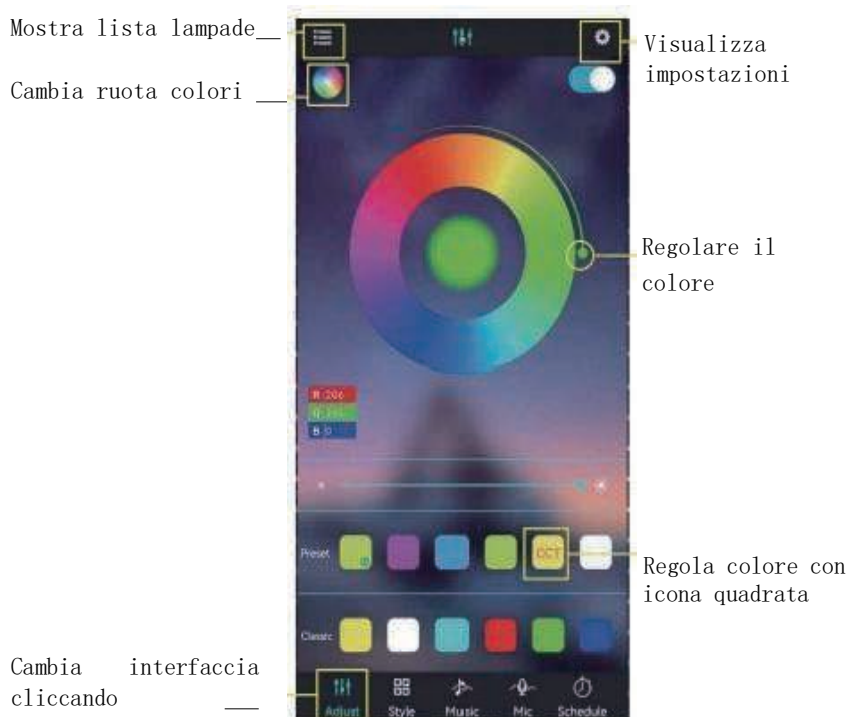 Mostra lista lampade
Cambia ruota colori
Visualizza
impostazioni
Regolare il
colore
R 206
G
B 0
Preset
CCT
Regola colore con
icona quadrata
Classic
Cambia interfaccia
cliccando
Adjust Style Music Mic Schedule